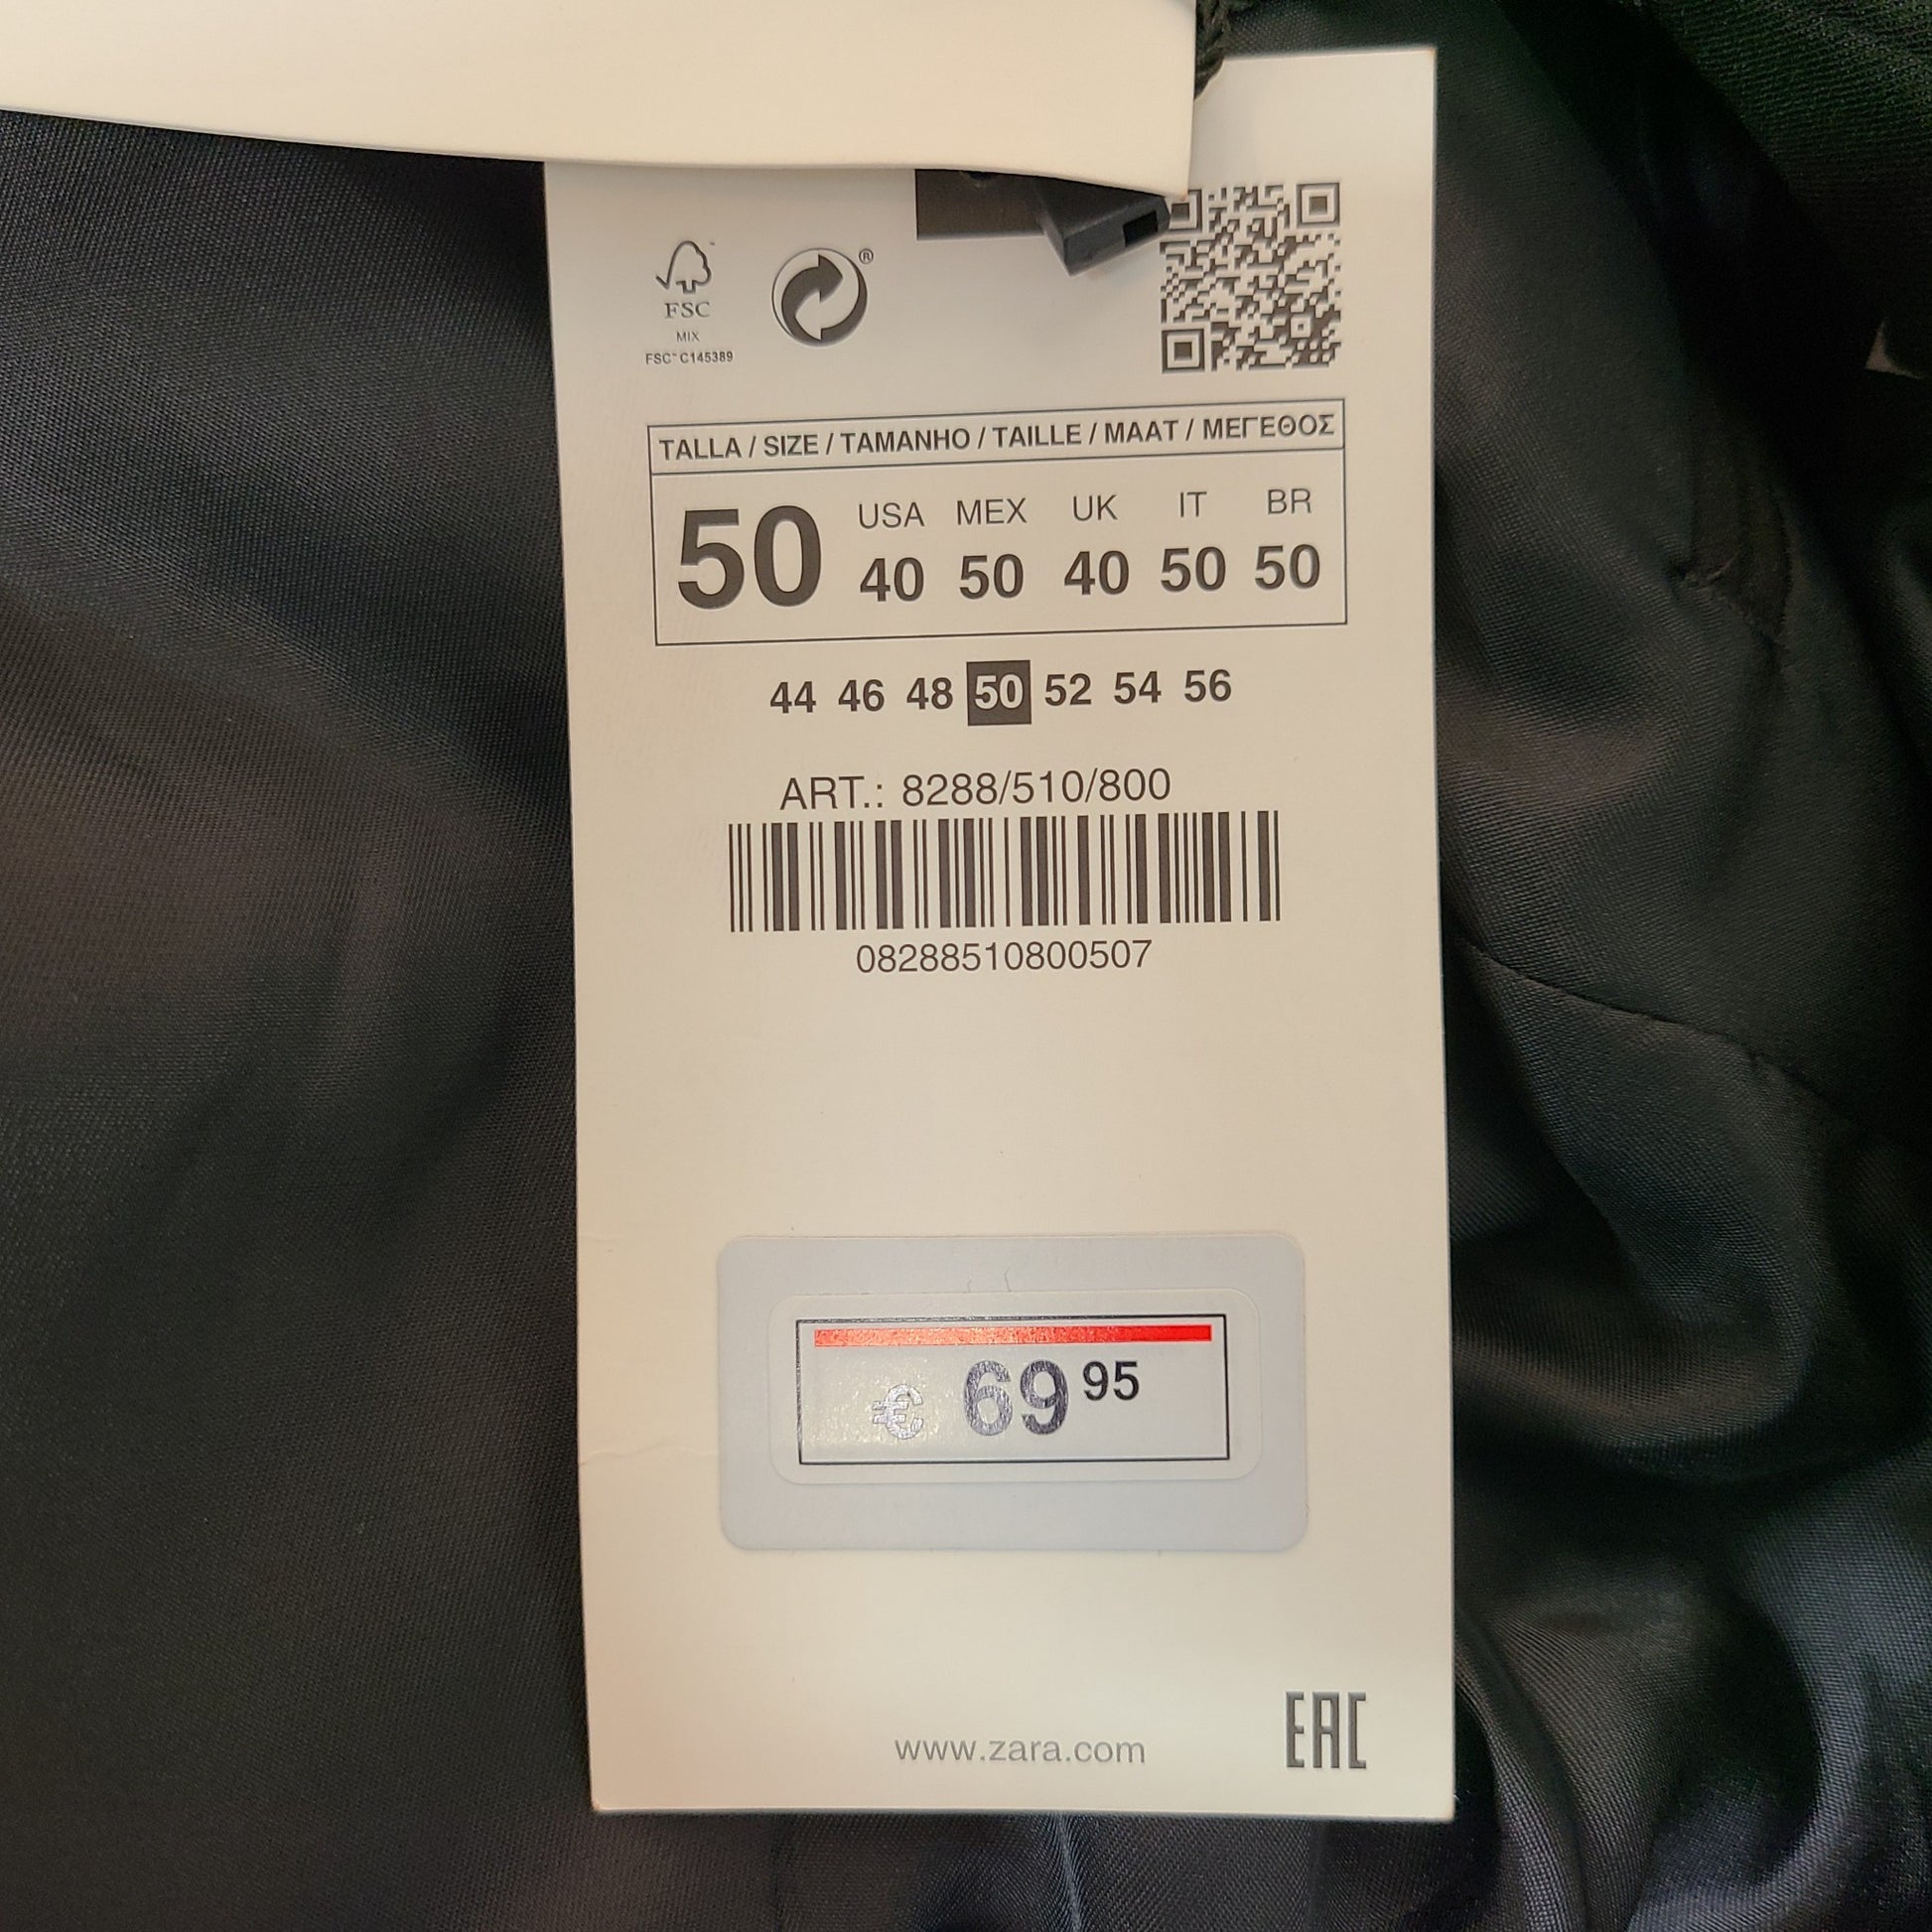 FSC
MIX
FSC™ C145389
®
TALLA / SIZE / TAMANHO / TAILLE / MAAT / ΜΕΓΕΘΟΣ
50 USA MEX UK IT BR
40 50 40 50 50
44 46 48 50 52 54 56
ART.: 8288/510/800
08288510800507
€ 69 95
www.zara.com
EAC